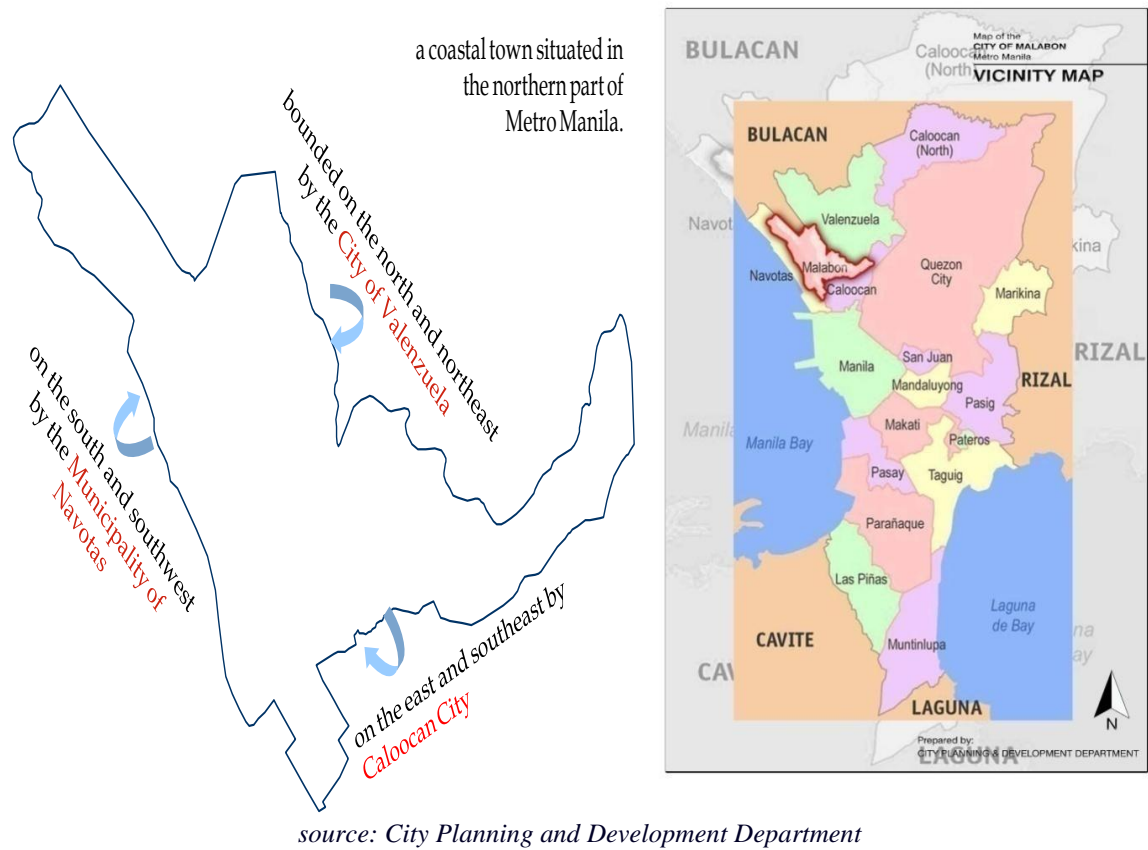 a coastal town situated in
the northern part of
Metro Manila.
bounded on the north and northeast
by the City of Valenzuela
on the south and southwest
by the Municipality of
Navotas
on the east and southeast by
Caloocan City
Map of the
CITY OF MALABON
Metro Manila
VICINITY MAP
BULACAN
Caloocan
(North)
BULACAN
Caloocan
(North)
Valenzuela
Navotas
Malabon
Caloocan
Quezon
City
Marikina
kina
RIZAL
Manila
San Juan
Mandaluyong
RIZAL
Pasig
Makati
Pateros
Manila Bay
Manila
Pasay
Taguig
Parañaque
Las Piñas
Laguna
de Bay
CAVITE
Muntinlupa
LAGUNA
N
Prepared by:
CITY PLANNING & DEVELOPMENT DEPARTMENT
LAGUNA
source: City Planning and Development Department